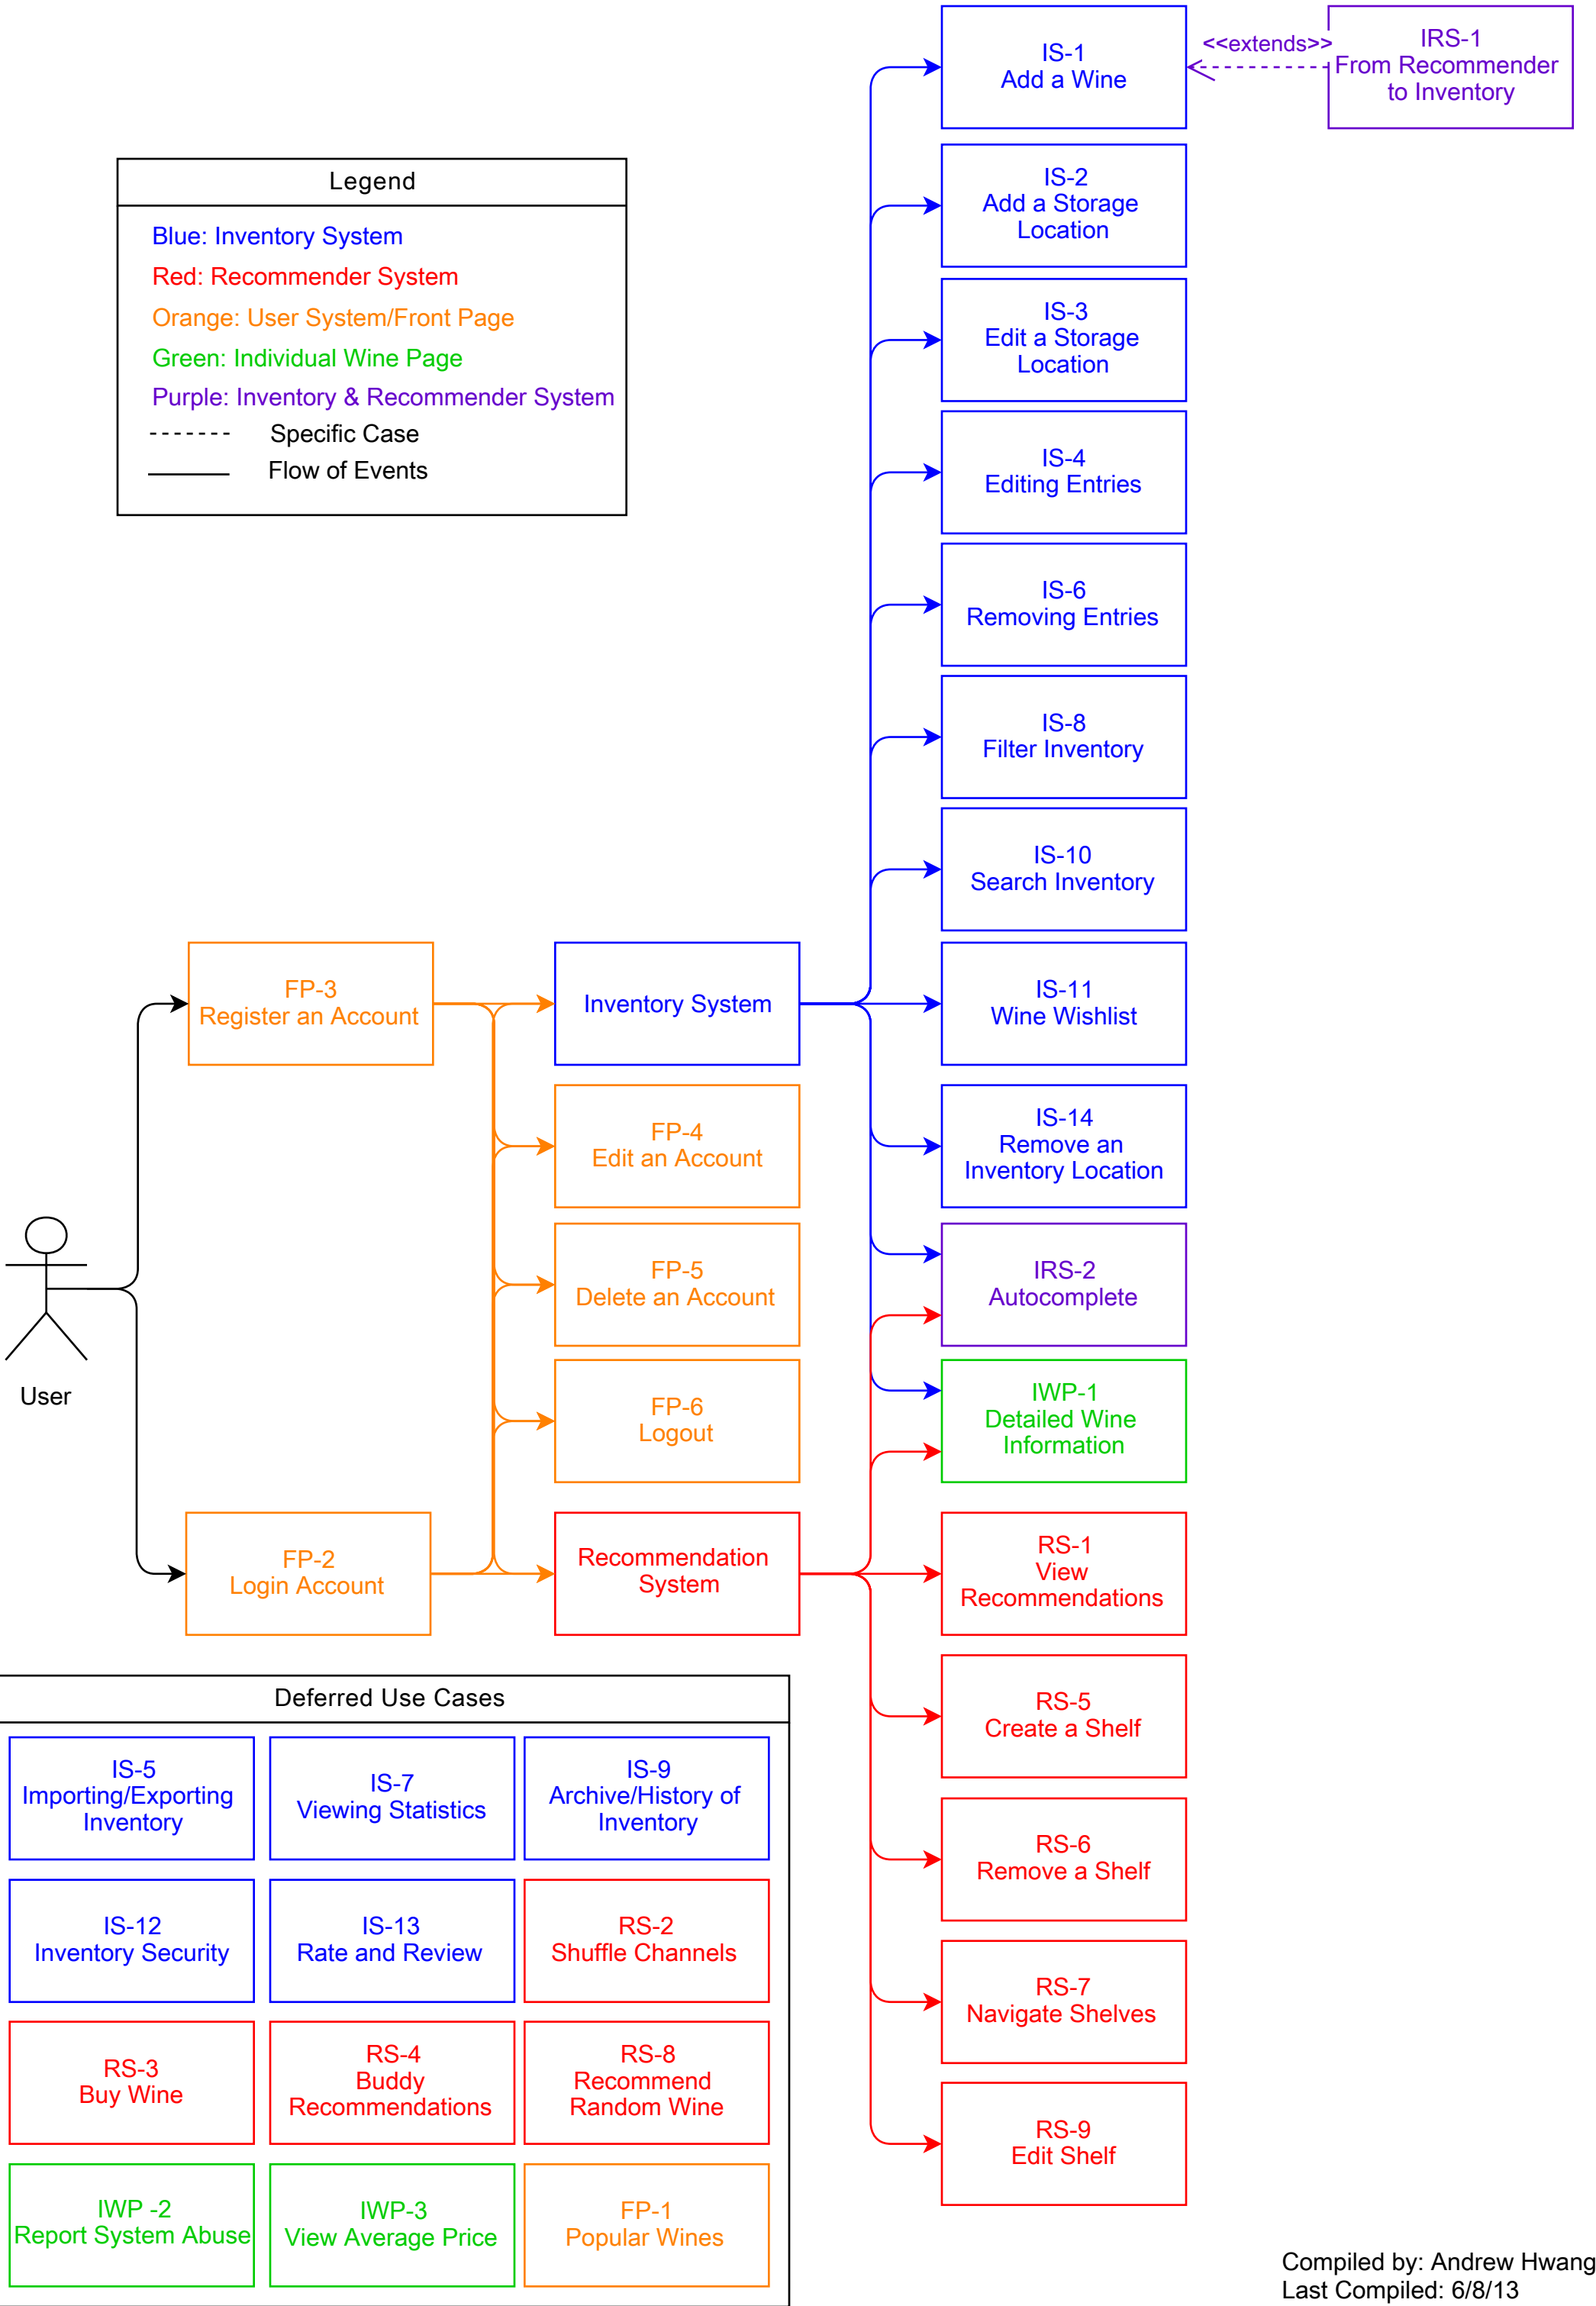 IS-1
Add a Wine
<<extends>>
IRS-1
From Recommender
to Inventory
Legend
Blue: Inventory System
Red: Recommender System
Orange: User System/Front Page
Green: Individual Wine Page
Purple: Inventory & Recommender System
Specific Case
Flow of Events
IS-2
Add a Storage
Location
IS-3
Edit a Storage
Location
IS-4
Editing Entries
IS-6
Removing Entries
IS-8
Filter Inventory
IS-10
Search Inventory
FP-3
Register an Account
Inventory System
IS-11
Wine Wishlist
FP-4
Edit an Account
IS-14
Remove an
Inventory Location
User
FP-5
Delete an Account
IRS-2
Autocomplete
FP-6
Logout
IWP-1
Detailed Wine
Information
FP-2
Login Account
Recommendation
System
RS-1
View
Recommendations
RS-5
Create a Shelf
RS-6
Remove a Shelf
RS-7
Navigate Shelves
RS-9
Edit Shelf
Deferred Use Cases
IS-5
Importing/Exporting
Inventory
IS-7
Viewing Statistics
IS-9
Archive/History of
Inventory
IS-12
Inventory Security
IS-13
Rate and Review
RS-2
Shuffle Channels
RS-3
Buy Wine
RS-4
Buddy
Recommendations
RS-8
Recommend
Random Wine
IWP -2
Report System Abuse
IWP-3
View Average Price
FP-1
Popular Wines
Compiled by: Andrew Hwang
Last Compiled: 6/8/13